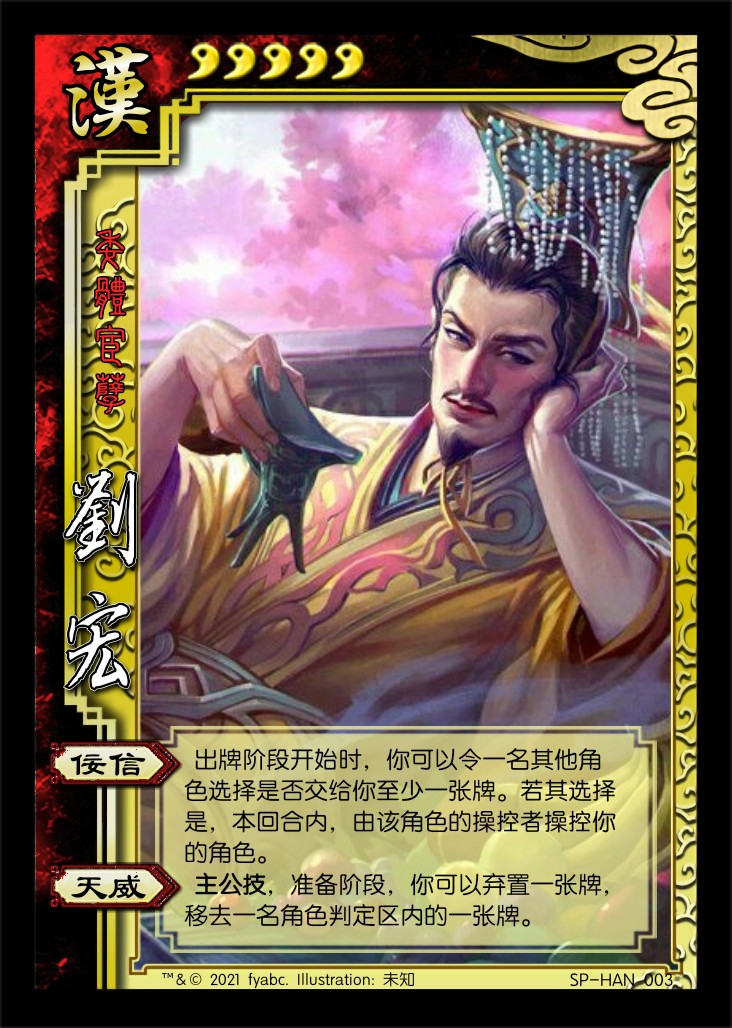 漢
委體宦孽
劉宏
佞信
出牌阶段开始时，你可以令一名其他角
色选择是否交给你至少一张牌。若其选择
是，本回合内，由该角色的操控者操控你
的角色。
天威
主公技，准备阶段，你可以弃置一张牌，
移去一名角色判定区内的一张牌。
™&© 2021 fyabc. Illustration: 未知
SP-HAN 003